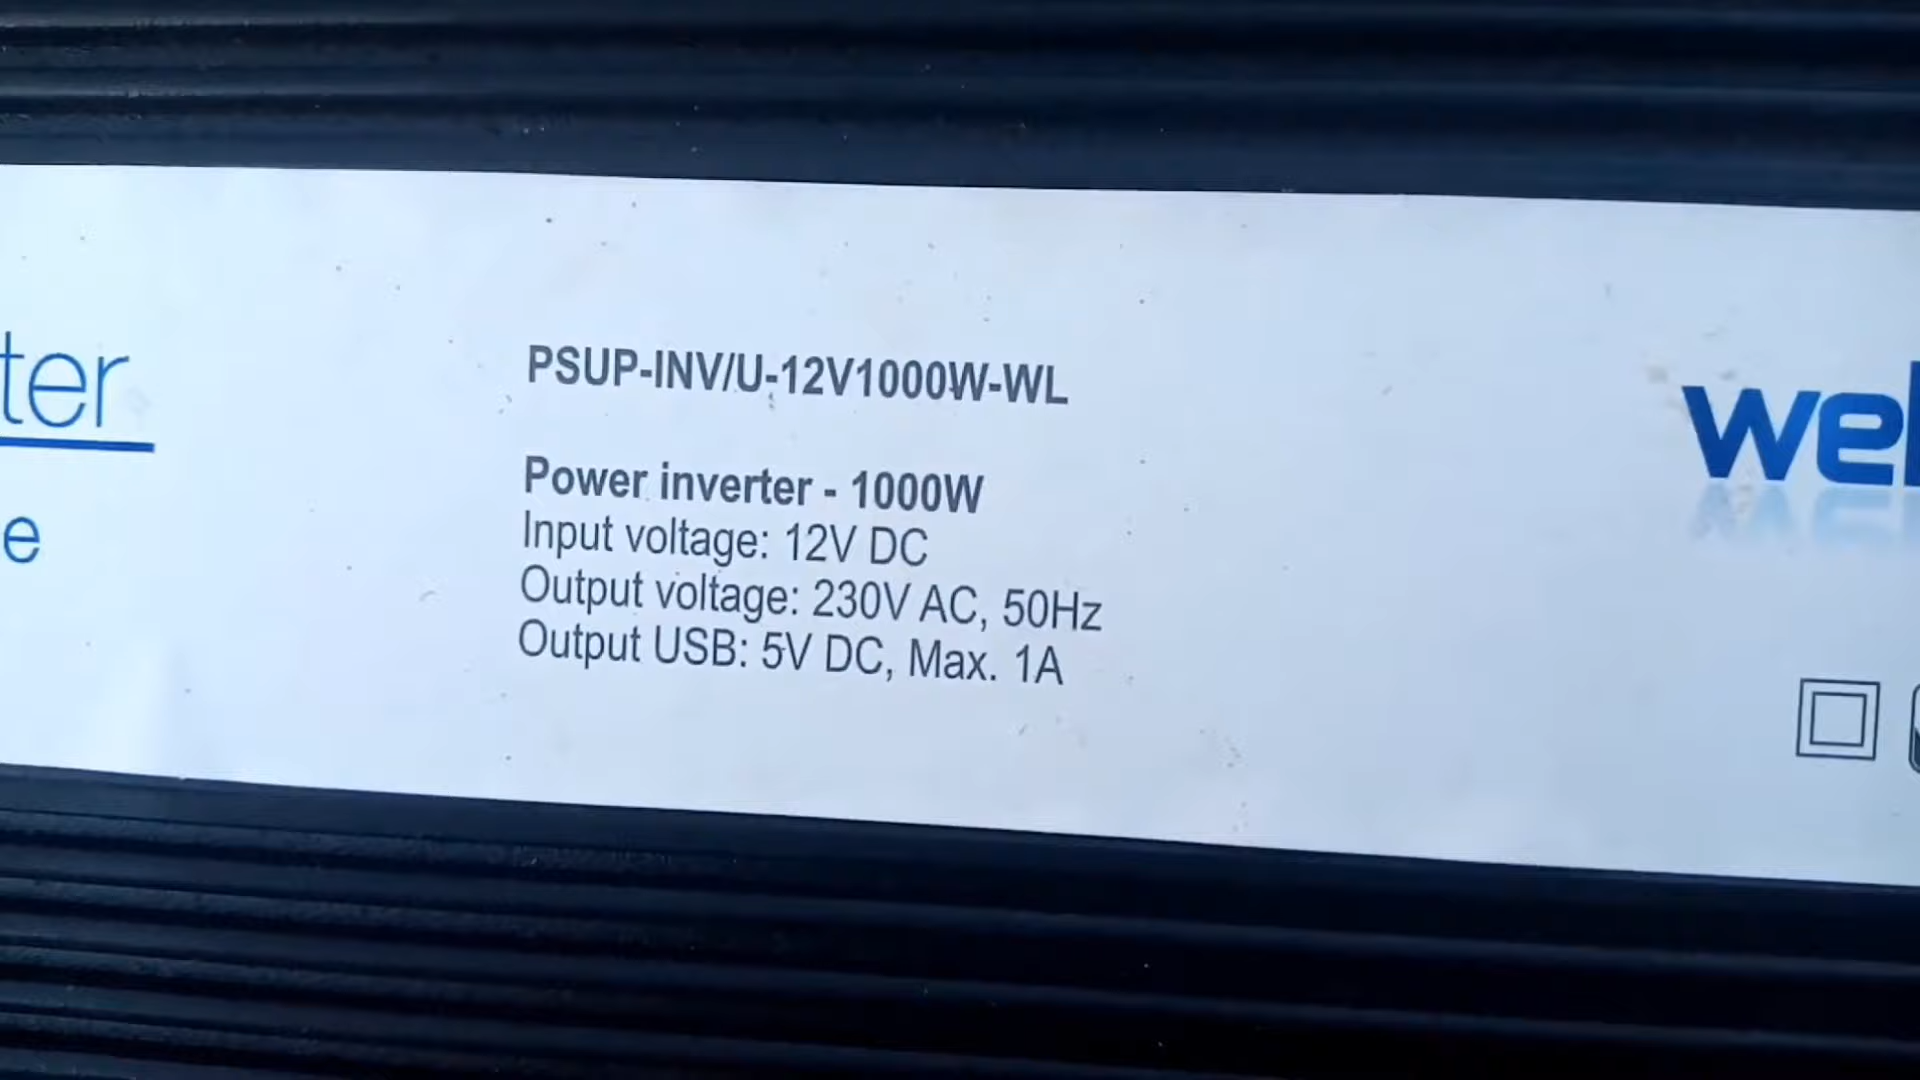 ter
e
PSUP-INV/U-12V1000W-WL
Power inverter - 1000W
Input voltage: 12V DC
Output voltage: 230V AC, 50Hz
Output USB: 5V DC, Max. 1A
we